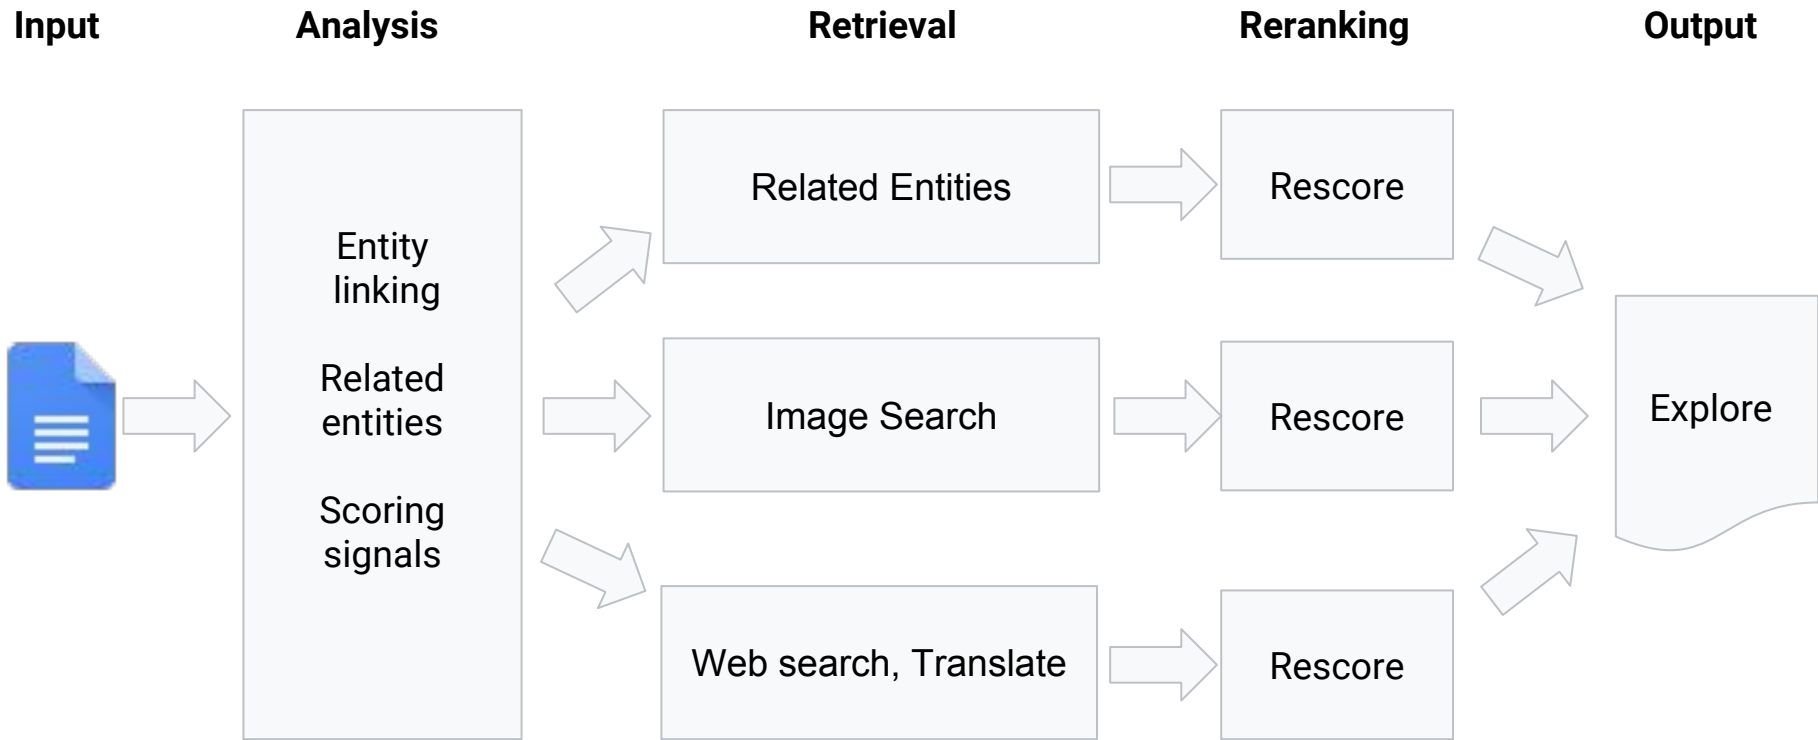 Input
Analysis
Retrieval
Reranking
Output
Entity
linking
Related
entities
Scoring
signals
Related Entities
Rescore
Image Search
Rescore
Web search, Translate
Rescore
Explore